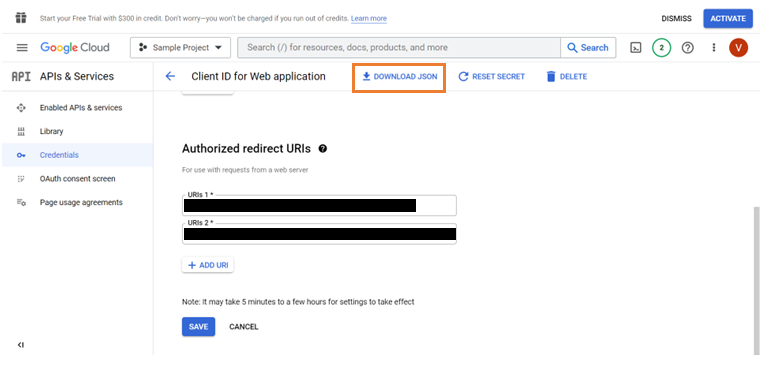 Start your Free Trial with $300 in credit. Don't worry—you won't be charged if you run out of credits. Learn more
DISMISS
ACTIVATE
Google Cloud
Sample Project
Search (/) for resources, docs, products, and more
Search
2
V
API APIs & Services
Client ID for Web application
DOWNLOAD JSON
RESET SECRET
DELETE
Enabled APIs & services
Library
Credentials
OAuth consent screen
Page usage agreements
Authorized redirect URIs
For use with requests from a web server
URIs 1 *
URIs 2 *
ADD URI
Note: It may take 5 minutes to a few hours for settings to take effect
SAVE
CANCEL